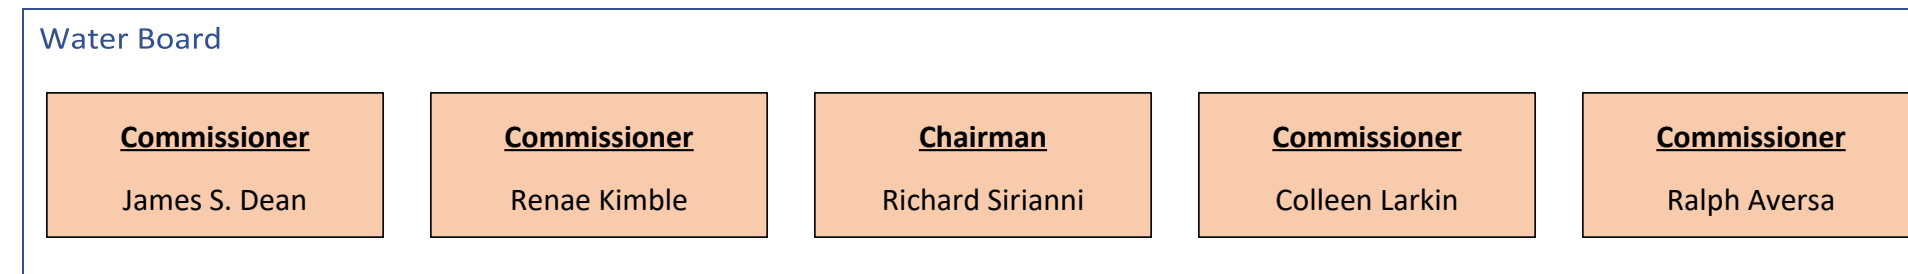 Water Board
Commissioner
James S. Dean
Commissioner
Renae Kimble
Chairman
Richard Sirianni
Commissioner
Colleen Larkin
Commissioner
Ralph Aversa